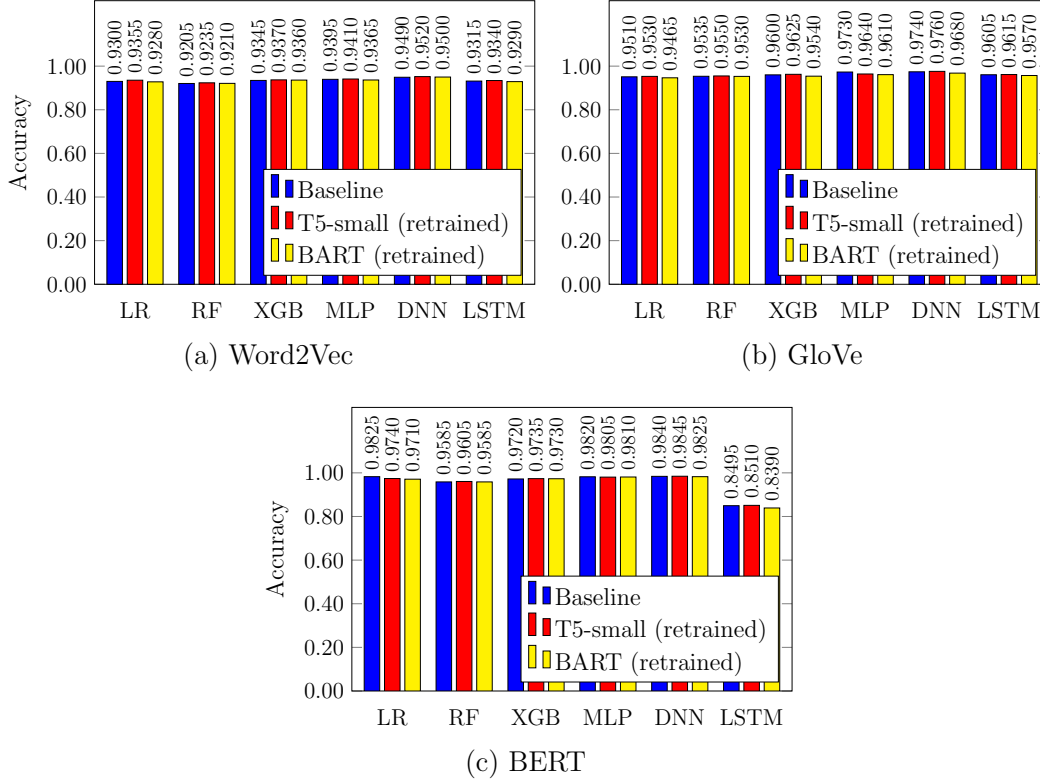 0.9300 0.9355 0.9280 0.9205 0.9235 0.9210 0.9345 0.9370 0.9360 0.9395 0.9410 0.9365 0.9490 0.9520 0.9500 0.9315 0.9340 0.9290
1.00
0.80
0.60
0.40
0.20
0.00
Accuracy
Baseline
T5-small (retrained)
BART (retrained)
LR RF XGB MLP DNN LSTM
(a) Word2Vec
0.9510 0.9530 0.9465 0.9535 0.9550 0.9530 0.9600 0.9625 0.9540 0.9730 0.9640 0.9610 0.9740 0.9760 0.9680 0.9605 0.9615 0.9570
1.00
0.80
0.60
0.40
0.20
0.00
Baseline
T5-small (retrained)
BART (retrained)
LR RF XGB MLP DNN LSTM
(b) GloVe
0.9825 0.9740 0.9710 0.9585 0.9605 0.9585 0.9720 0.9735 0.9730 0.9820 0.9805 0.9810 0.9840 0.9845 0.9825 0.8495 0.8510 0.8390
1.00
0.80
0.60
0.40
0.20
0.00
Accuracy
Baseline
T5-small (retrained)
BART (retrained)
LR RF XGB MLP DNN LSTM
(c) BERT